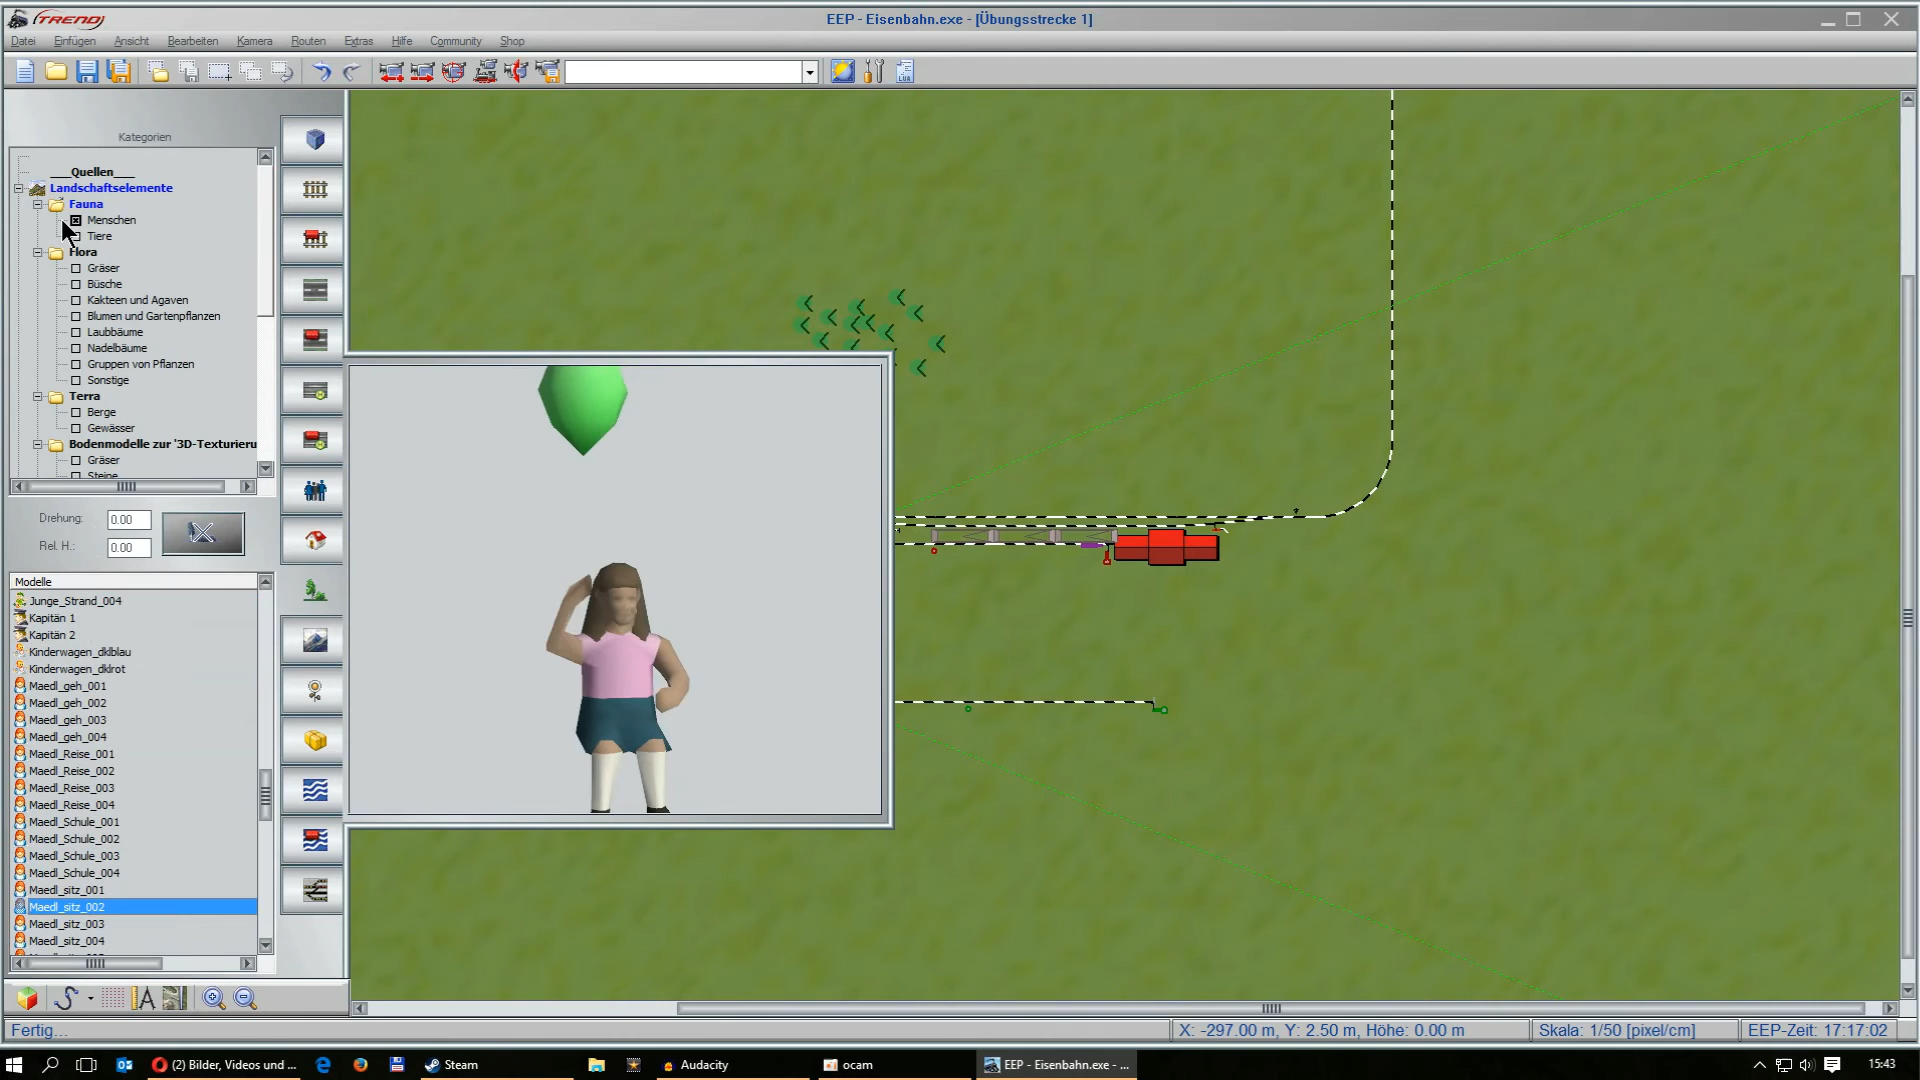 TREND
EEP - Eisenbahn.exe - [Übungsstrecke 1]
Datei Einfügen Ansicht Bearbeiten Kamera Routen Extras Hilfe Community Shop
LUA
Kategorien
___Quellen___
Landschaftselemente
Fauna
Menschen
Tiere
Flora
Gräser
Büsche
Kakteen und Agaven
Blumen und Gartenpflanzen
Laubbäume
Nadelbäume
Gruppen von Pflanzen
Sonstige
Terra
Berge
Gewässer
Bodenmodelle zur '3D-Texturieru
Gräser
Steine
Drehung: 0.00
Rel. H.: 0.00
Modelle
Junge_Strand_004
Kapitän 1
Kapitän 2
Kinderwagen_dklblau
Kinderwagen_dklrot
Maedl_geh_001
Maedl_geh_002
Maedl_geh_003
Maedl_geh_004
Maedl_Reise_001
Maedl_Reise_002
Maedl_Reise_003
Maedl_Reise_004
Maedl_Schule_001
Maedl_Schule_002
Maedl_Schule_003
Maedl_Schule_004
Maedl_sitz_001
Maedl_sitz_002
Maedl_sitz_003
Maedl_sitz_004
Fertig...
X: -297.00 m, Y: 2.50 m, Höhe: 0.00 m
Skala: 1/50 [pixel/cm]
EEP-Zeit: 17:17:02
(2) Bilder, Videos und ...
Steam
Audacity
ocam
EEP - Eisenbahn.exe - ...
15:43